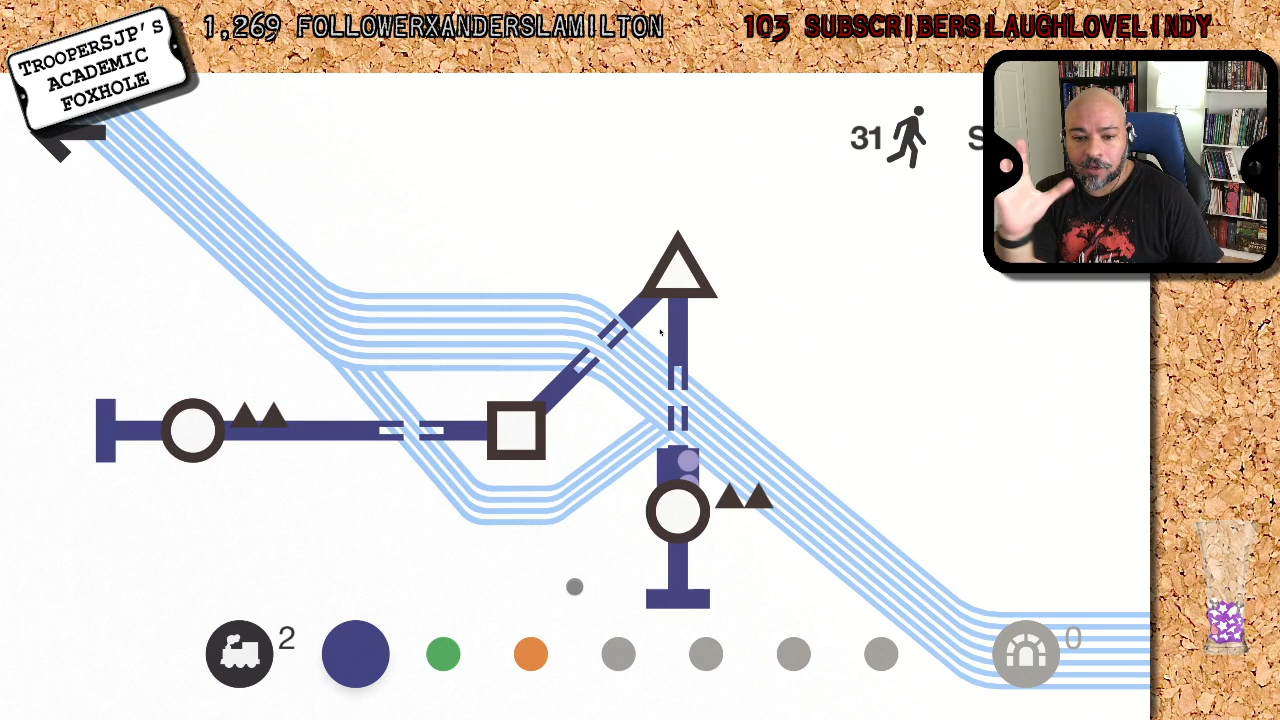 1,269 FOLLOWERXANDERSLAMILTON
103 SUBSCRIBERS:LAUGHLOVELINDY
TROOPERSJP'S
ACADEMIC
FOXHOLE
31
S
2
0